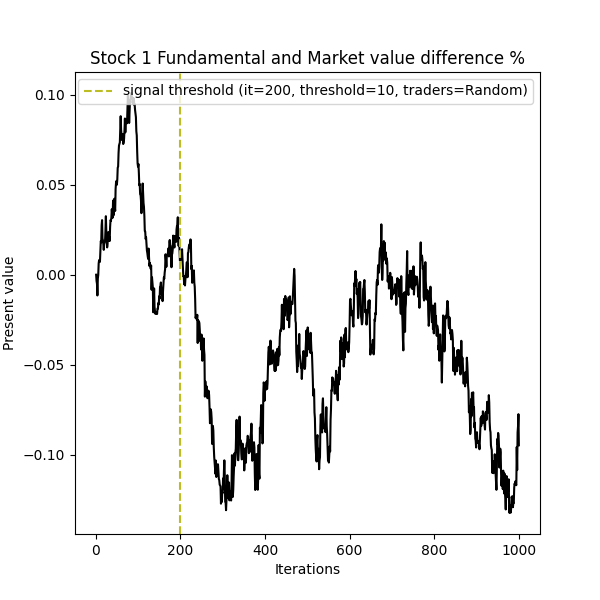 Stock 1 Fundamental and Market value difference %
signal threshold (it=200, threshold=10, traders=Random)
0.10
0.05
0.00
−0.05
−0.10
Present value
0 200 400 600 800 1000
Iterations